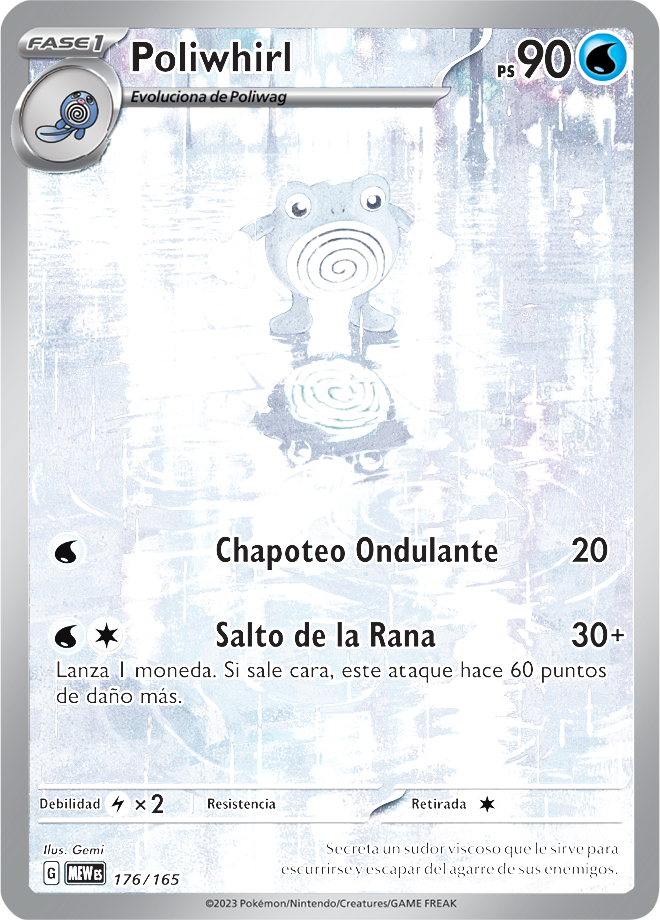 FASE 1
Poliwhirl
PS 90
Evoluciona de Poliwag
Chapoteo Ondulante 20
Salto de la Rana 30+
Lanza 1 moneda. Si sale cara, este ataque hace 60 puntos
de daño más.
Debilidad ×2 Resistencia Retirada
Ilus. Gemi
Secreta un sudor viscoso que le sirve para
escurrirse y escapar del agarre de sus enemigos.
G MEW ES 176/165
©2023 Pokémon/Nintendo/Creatures/GAME FREAK